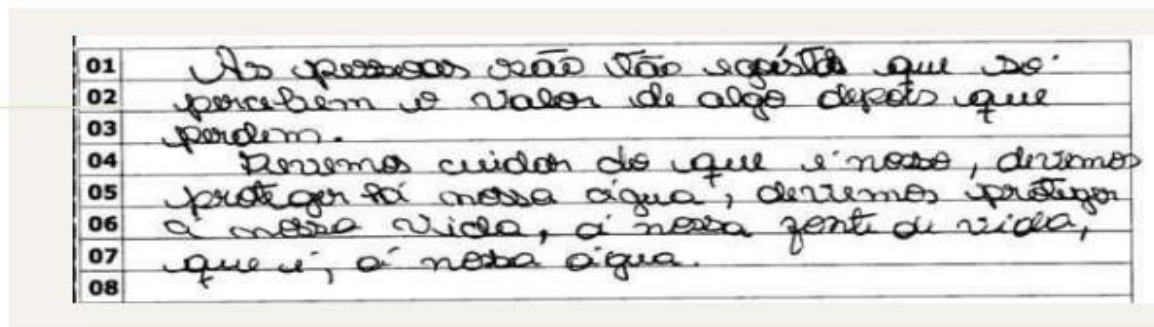 01 As pessoas são tão egoístas que só
02 percebem o valor de algo depois que
03 perdem.
04 Devemos cuidar do que é nosso, devemos
05 proteger há nossa água, devemos proteger
06 á nossa vida, á nossa fonte de vida,
07 que é, á nossa água.
08